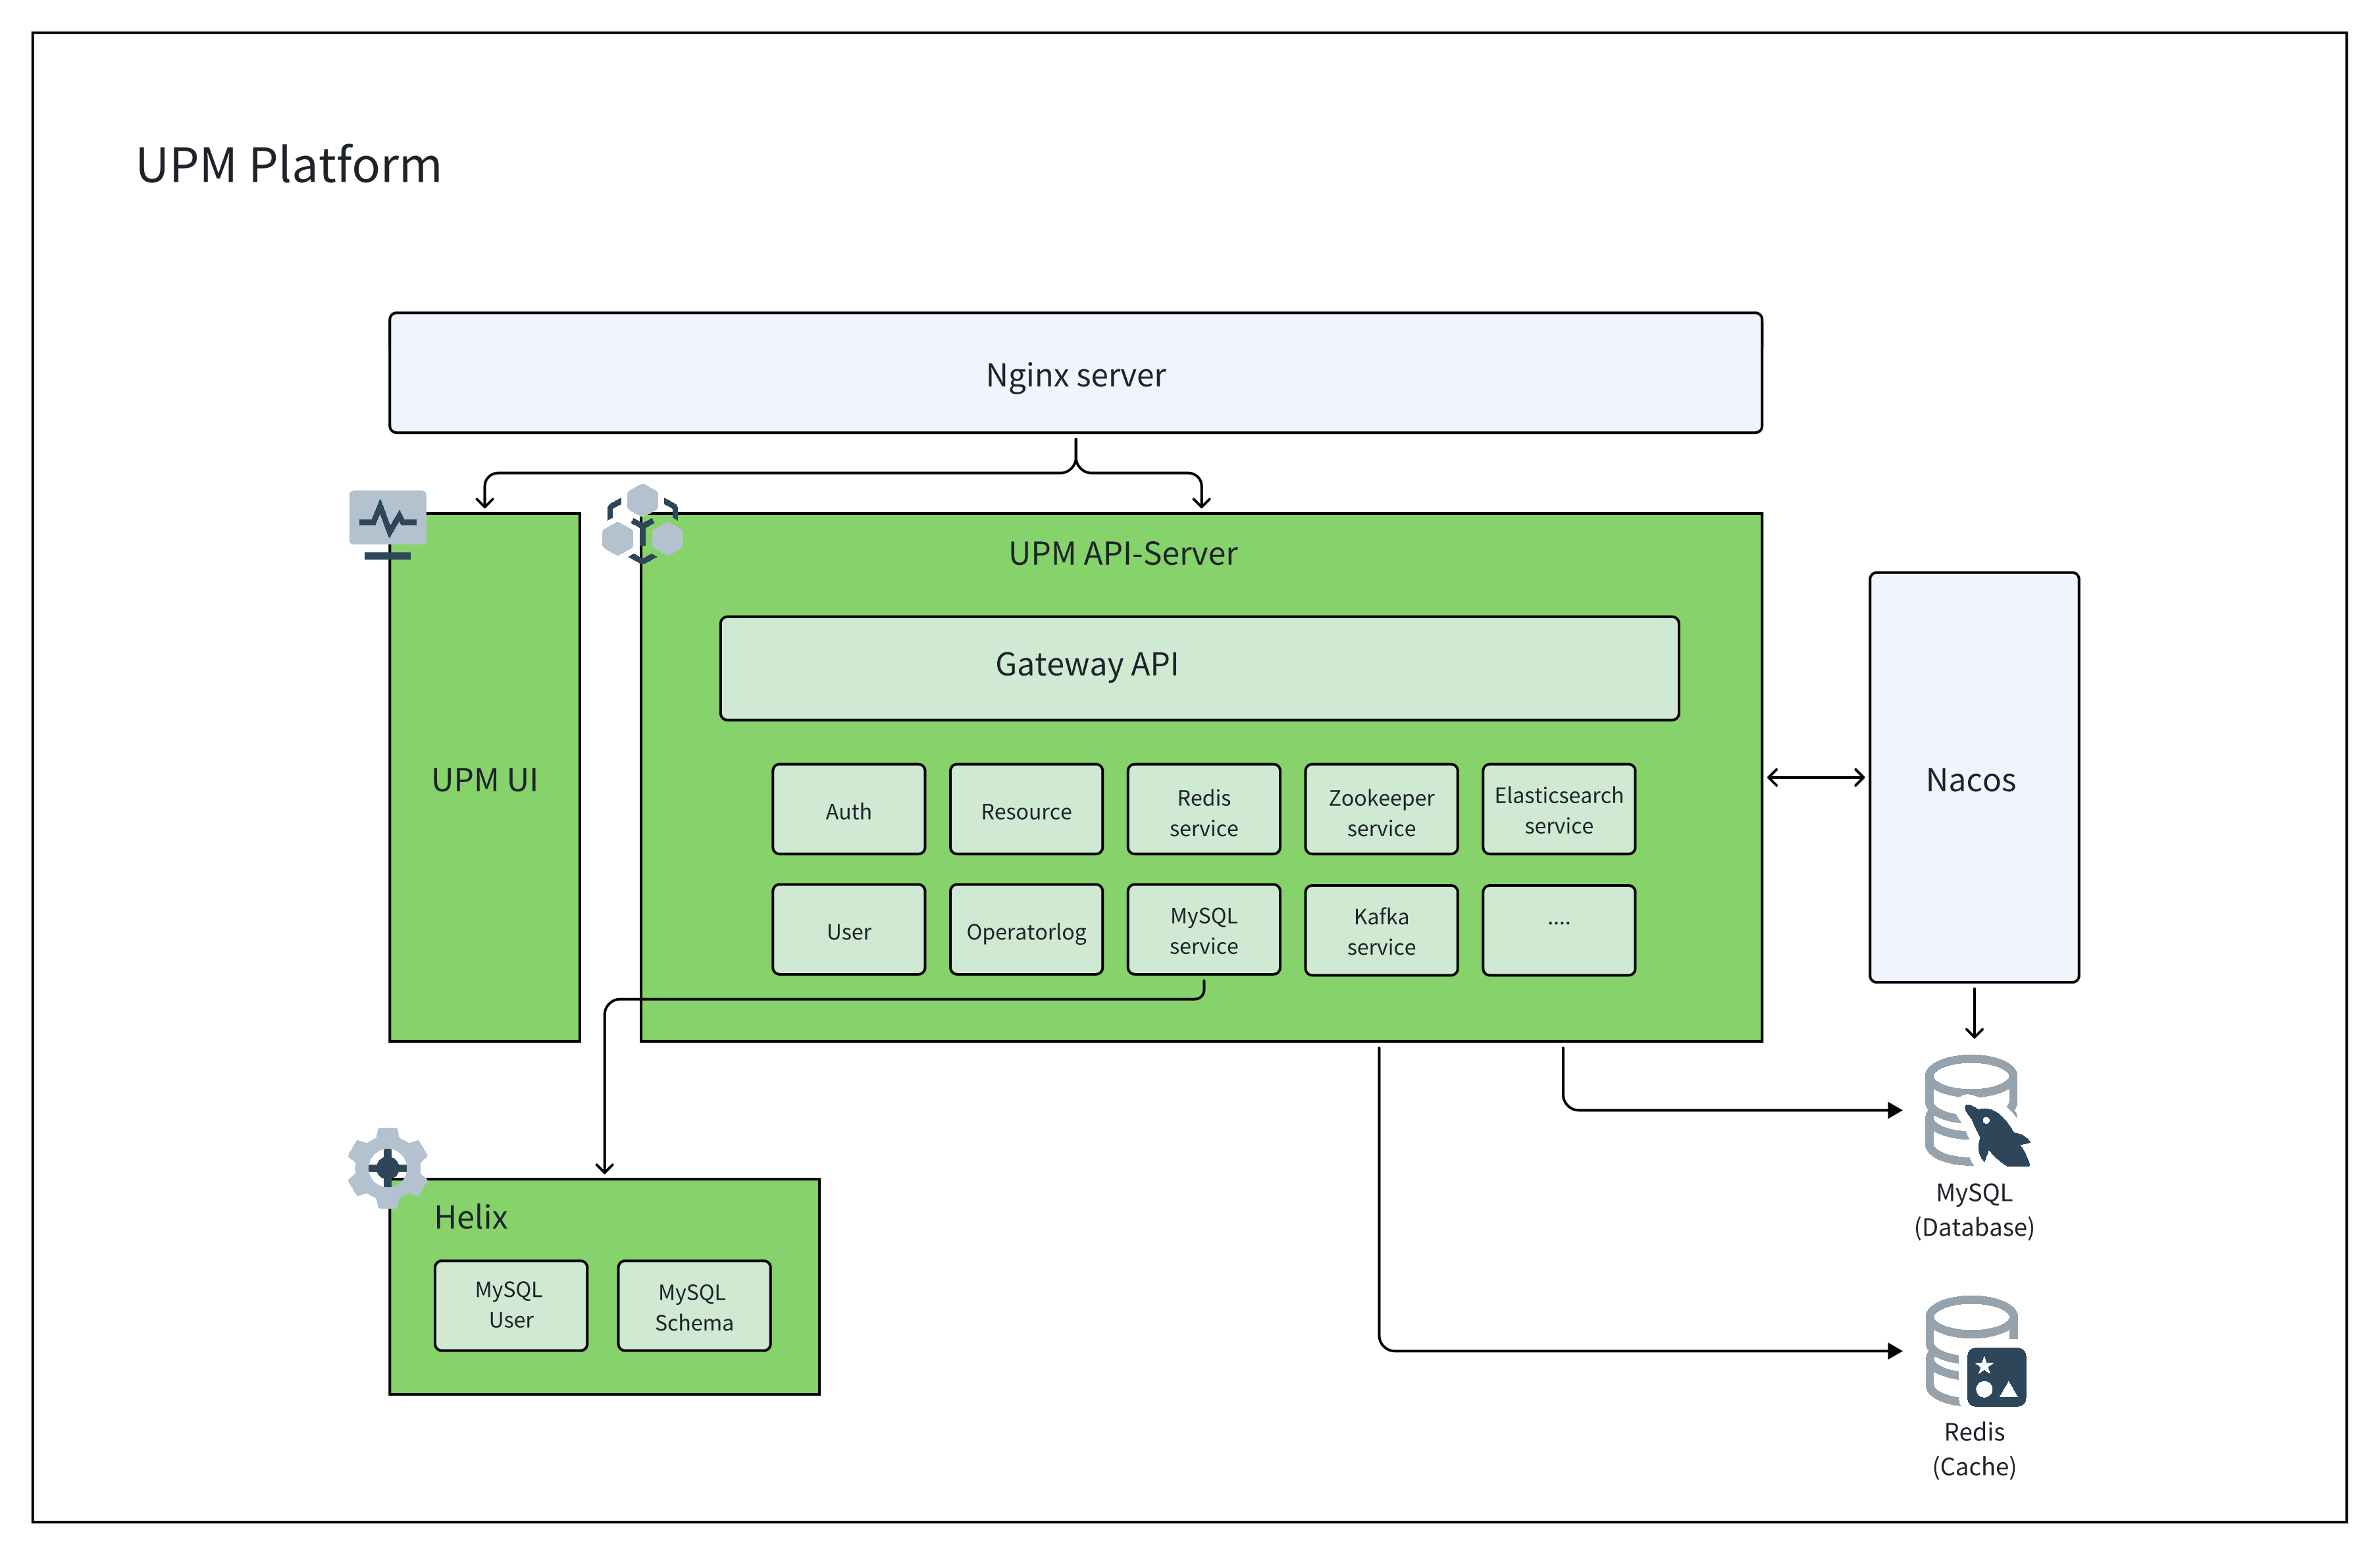 UPM Platform
Nginx server
UPM API-Server
Gateway API
UPM UI
Nacos
Auth
Resource
Redis
service
Zookeeper
service
Elasticsearch
service
User
Operatorlog
MySQL
service
Kafka
service
....
Helix
MySQL
User
MySQL
Schema
MySQL
(Database)
Redis
(Cache)